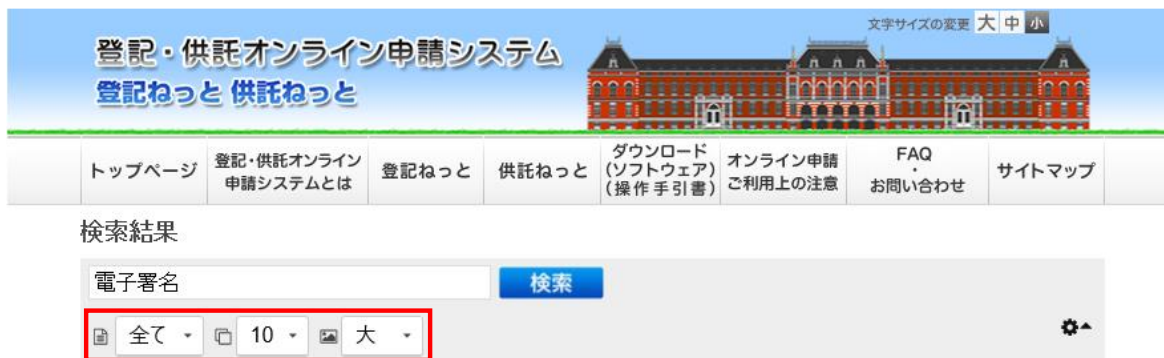 文字サイズの変更 大 中 小
登記・供託オンライン申請システム
登記ねっと 供託ねっと
トップページ
登記・供託オンライン
申請システムとは
登記ねっと
供託ねっと
ダウンロード
(ソフトウェア)
(操作手引書)
オンライン申請
ご利用上の注意
FAQ
・
お問い合わせ
サイトマップ
検索結果
電子署名 検索
全て 10 大